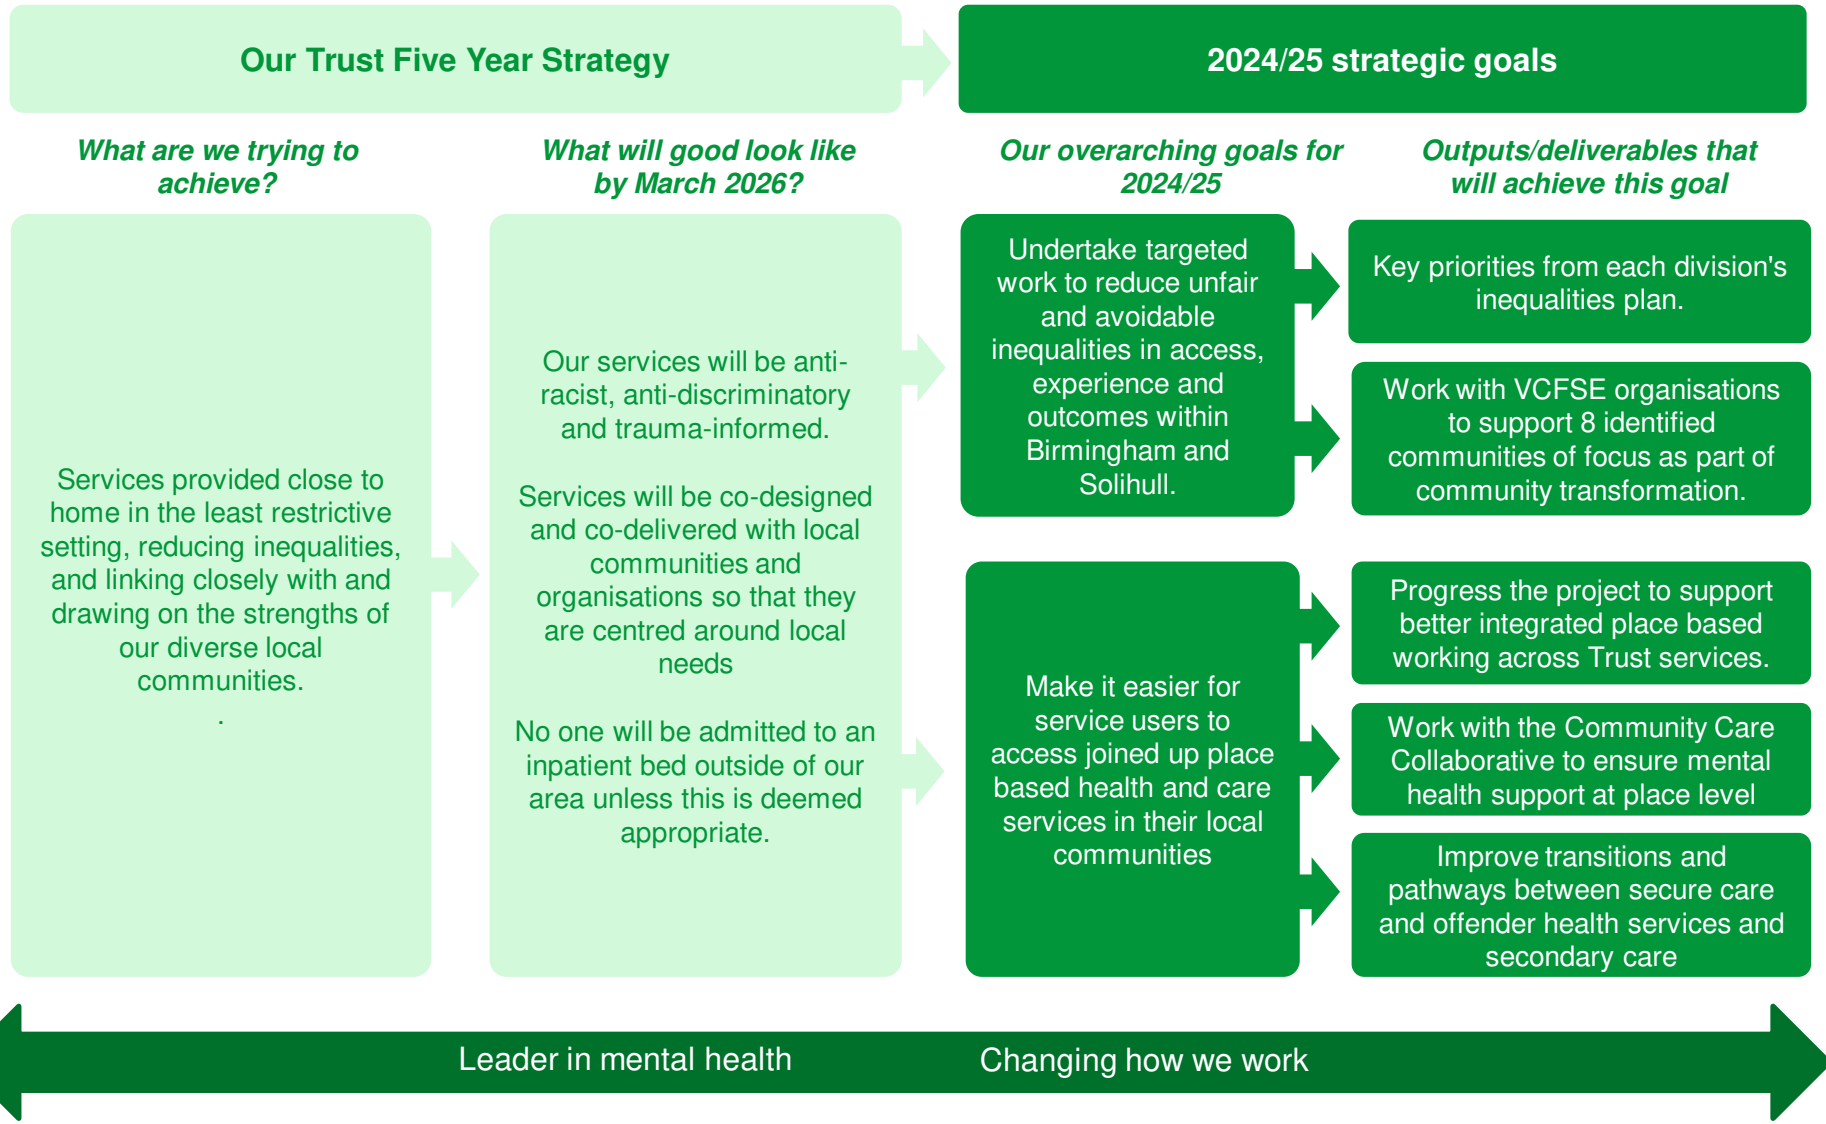 Our Trust Five Year Strategy
2024/25 strategic goals
What are we trying to
achieve?
What will good look like
by March 2026?
Our overarching goals for
2024/25
Outputs/deliverables that
will achieve this goal
Services provided close to
home in the least restrictive
setting, reducing inequalities,
and linking closely with and
drawing on the strengths of
our diverse local
communities.
.
Our services will be anti-
racist, anti-discriminatory
and trauma-informed.
Services will be co-designed
and co-delivered with local
communities and
organisations so that they
are centred around local
needs
No one will be admitted to an
inpatient bed outside of our
area unless this is deemed
appropriate.
Undertake targeted
work to reduce unfair
and avoidable
inequalities in access,
experience and
outcomes within
Birmingham and
Solihull.
Key priorities from each division's
inequalities plan.
Work with VCFSE organisations
to support 8 identified
communities of focus as part of
community transformation.
Make it easier for
service users to
access joined up place
based health and care
services in their local
communities
Progress the project to support
better integrated place based
working across Trust services.
Work with the Community Care
Collaborative to ensure mental
health support at place level
Improve transitions and
pathways between secure care
and offender health services and
secondary care
Leader in mental health
Changing how we work